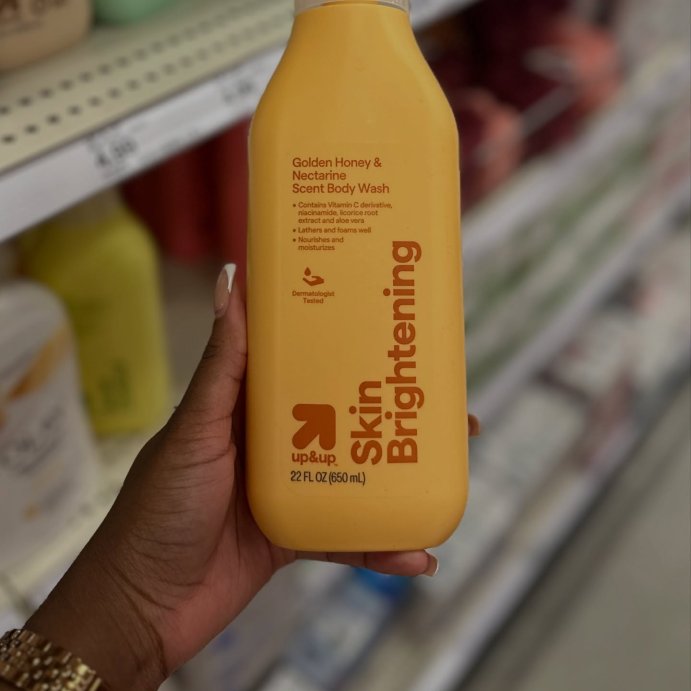 Golden Honey &
Nectarine
Scent Body Wash
• Contains Vitamin C derivative,
niacinamide, licorice root
extract and aloe vera
• Lathers and foams well
• Nourishes and
moisturizes
Dermatologist
Tested
Skin
Brightening
up&up™
22 FL OZ (650 mL)